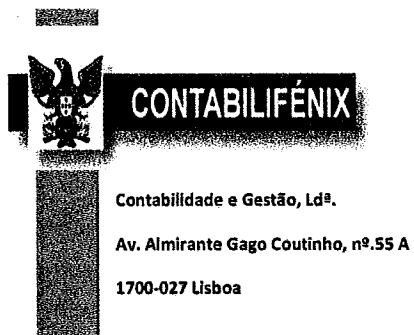 CONTABILIFÉNIX
Contabilidade e Gestão, Ldª.
Av. Almirante Gago Coutinho, nº.55 A
1700-027 Lisboa